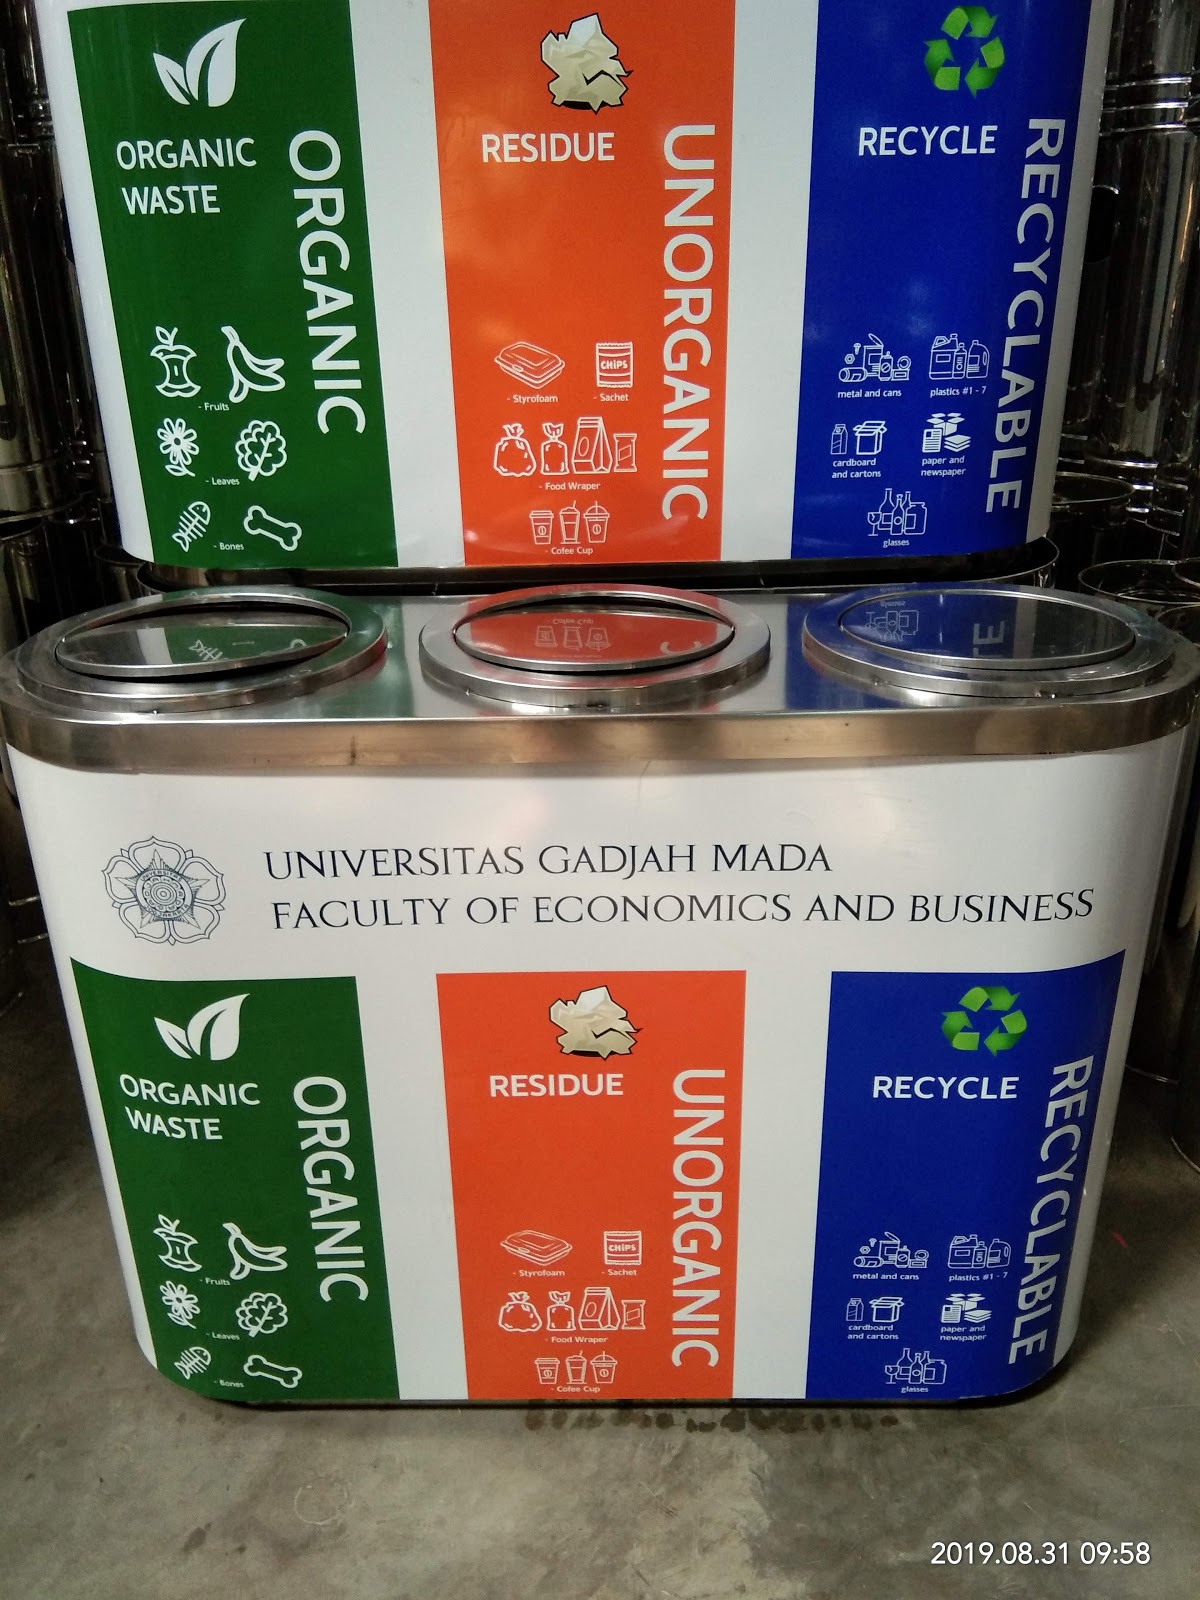 ORGANIC
WASTE
ORGANIC
- Fruits
- Leaves
- Bones
RESIDUE
UNORGANIC
CHIPS
- Styrofoam
- Sachet
- Food Wraper
- Cofee Cup
RECYCLE
RECYCLABLE
metal and cans
plastics #1 - 7
cardboard
and cartons
paper and
newspaper
glasses
UNIVERSITAS GADJAH MADA
FACULTY OF ECONOMICS AND BUSINESS
ORGANIC
WASTE
ORGANIC
- Fruits
- Leaves
- Bones
RESIDUE
UNORGANIC
CHIPS
- Styrofoam
- Sachet
- Food Wraper
- Cofee Cup
RECYCLE
RECYCLABLE
metal and cans
plastics #1 - 7
cardboard
and cartons
paper and
newspaper
glasses
2019.08.31 09:58